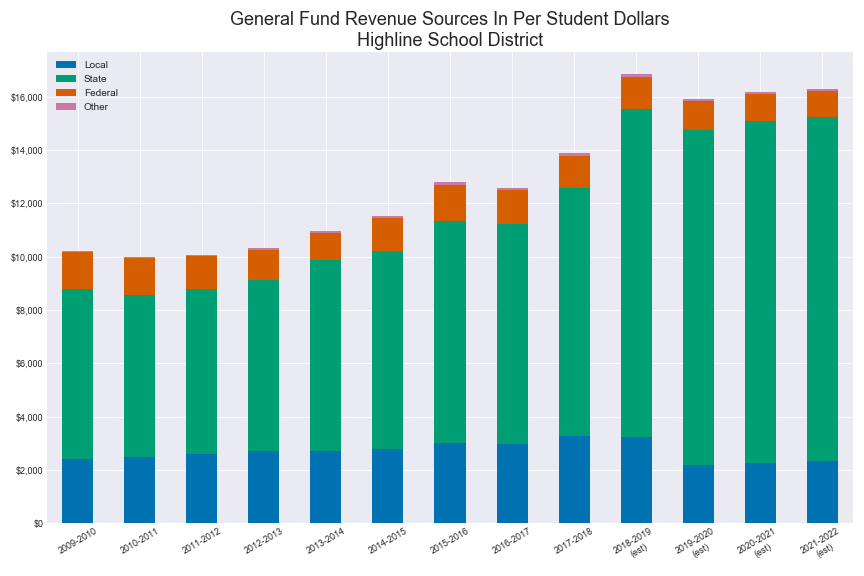 General Fund Revenue Sources In Per Student Dollars
Highline School District
Local
State
Federal
Other
$16,000
$14,000
$12,000
$10,000
$8,000
$6,000
$4,000
$2,000
$0
2009-2010
2010-2011
2011-2012
2012-2013
2013-2014
2014-2015
2015-2016
2016-2017
2017-2018
2018-2019
(est)
2019-2020
(est)
2020-2021
(est)
2021-2022
(est)